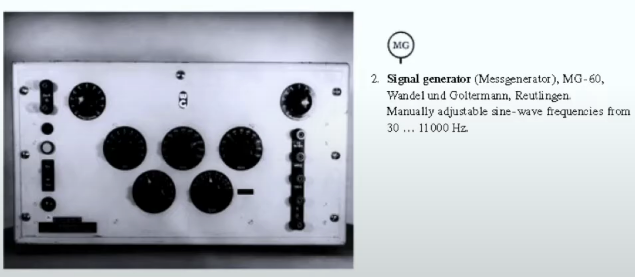 MG
2. Signal generator (Messgenerator), MG-60,
Wandel und Goltermann, Reutlingen.
Manually adjustable sine-wave frequencies from
30 … 11000 Hz.